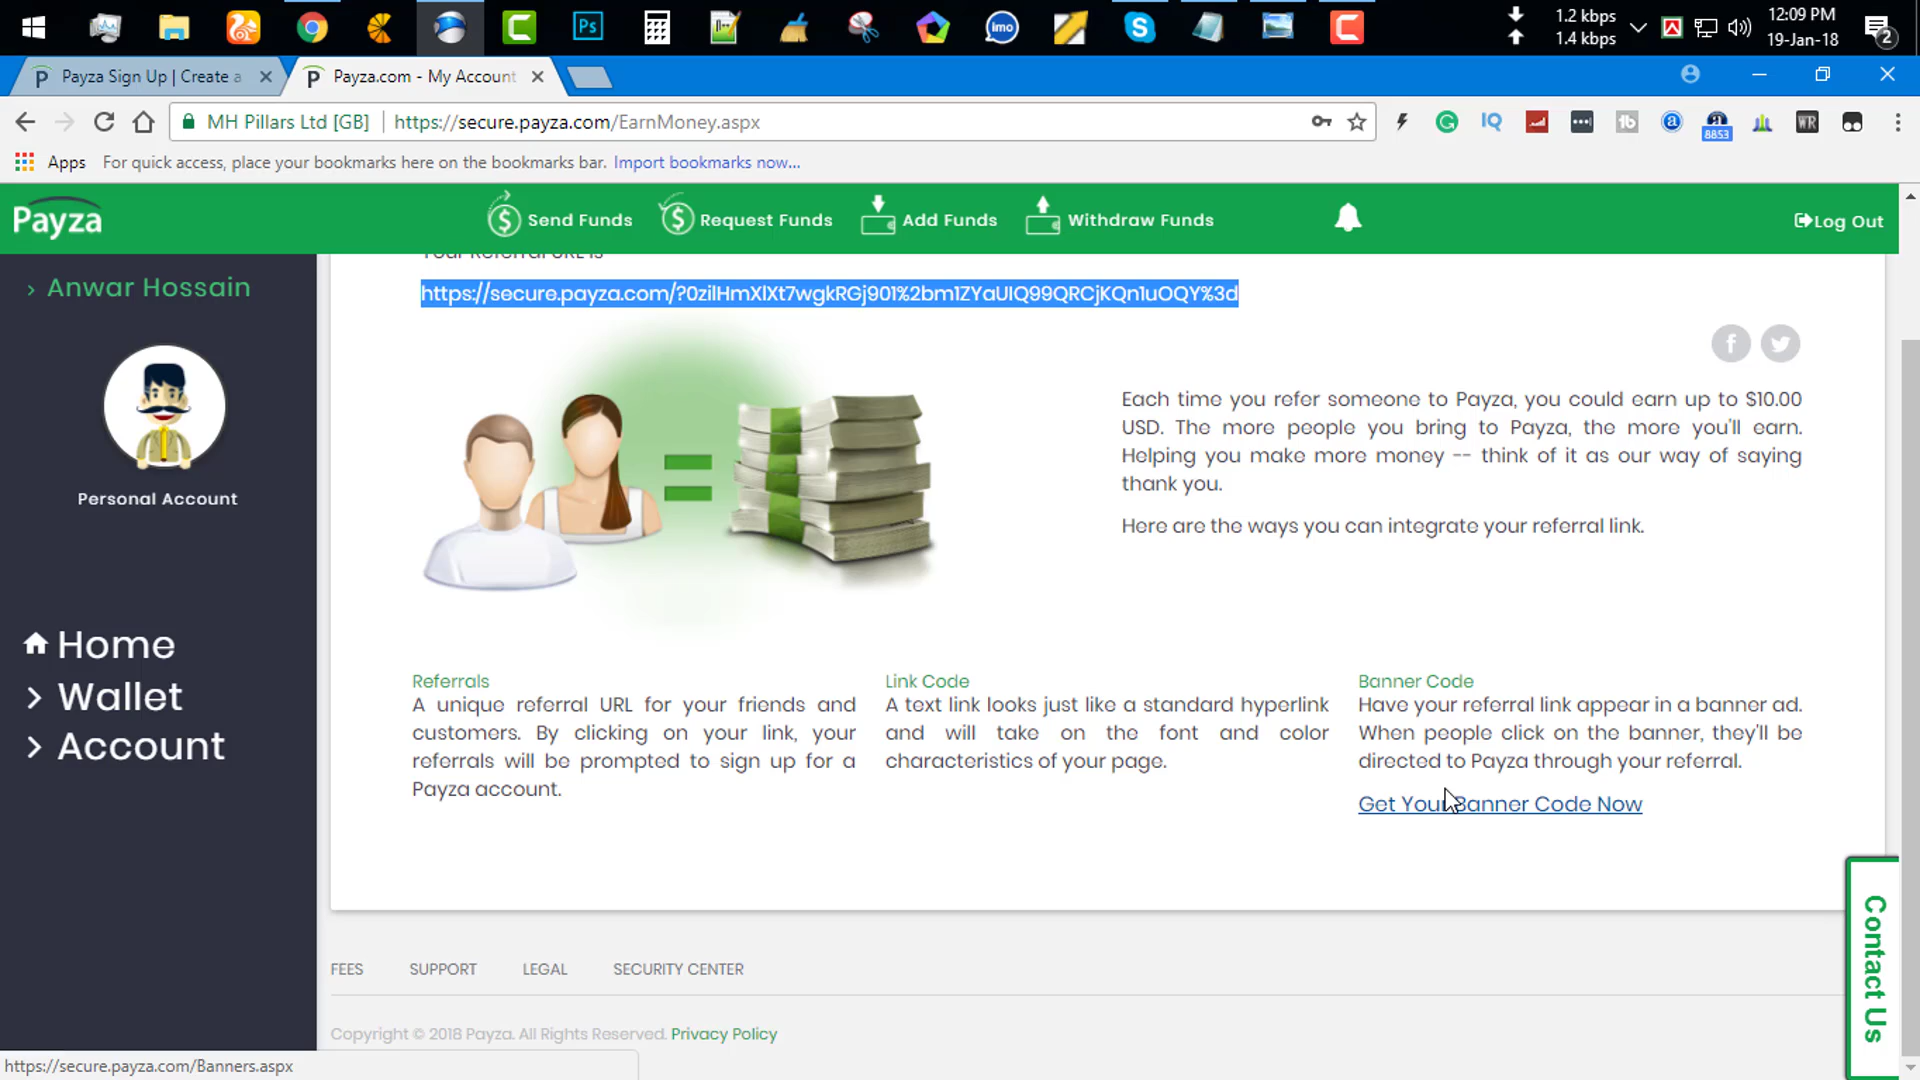 1.2 kbps
1.4 kbps
12:09 PM
19-Jan-18
2
Payza Sign Up | Create a
Payza.com - My Account
MH Pillars Ltd [GB]
https://secure.payza.com/EarnMoney.aspx
8853
Apps
For quick access, place your bookmarks here on the bookmarks bar. Import bookmarks now...
Payza
Send Funds
Request Funds
Add Funds
Withdraw Funds
Log Out
Anwar Hossain
Personal Account
Home
Wallet
Account
Your Referral URL is
https://secure.payza.com/?0zilHmXlXt7wgkRGj901%2bm1ZYaUIQ99QRCjKQn1uOQY%3d
Each time you refer someone to Payza, you could earn up to $10.00
USD. The more people you bring to Payza, the more you'll earn.
Helping you make more money -- think of it as our way of saying
thank you.
Here are the ways you can integrate your referral link.
Referrals
A unique referral URL for your friends and
customers. By clicking on your link, your
referrals will be prompted to sign up for a
Payza account.
Link Code
A text link looks just like a standard hyperlink
and will take on the font and color
characteristics of your page.
Banner Code
Have your referral link appear in a banner ad.
When people click on the banner, they'll be
directed to Payza through your referral.
Get Your Banner Code Now
Contact Us
FEES
SUPPORT
LEGAL
SECURITY CENTER
Copyright © 2018 Payza. All Rights Reserved. Privacy Policy
https://secure.payza.com/Banners.aspx